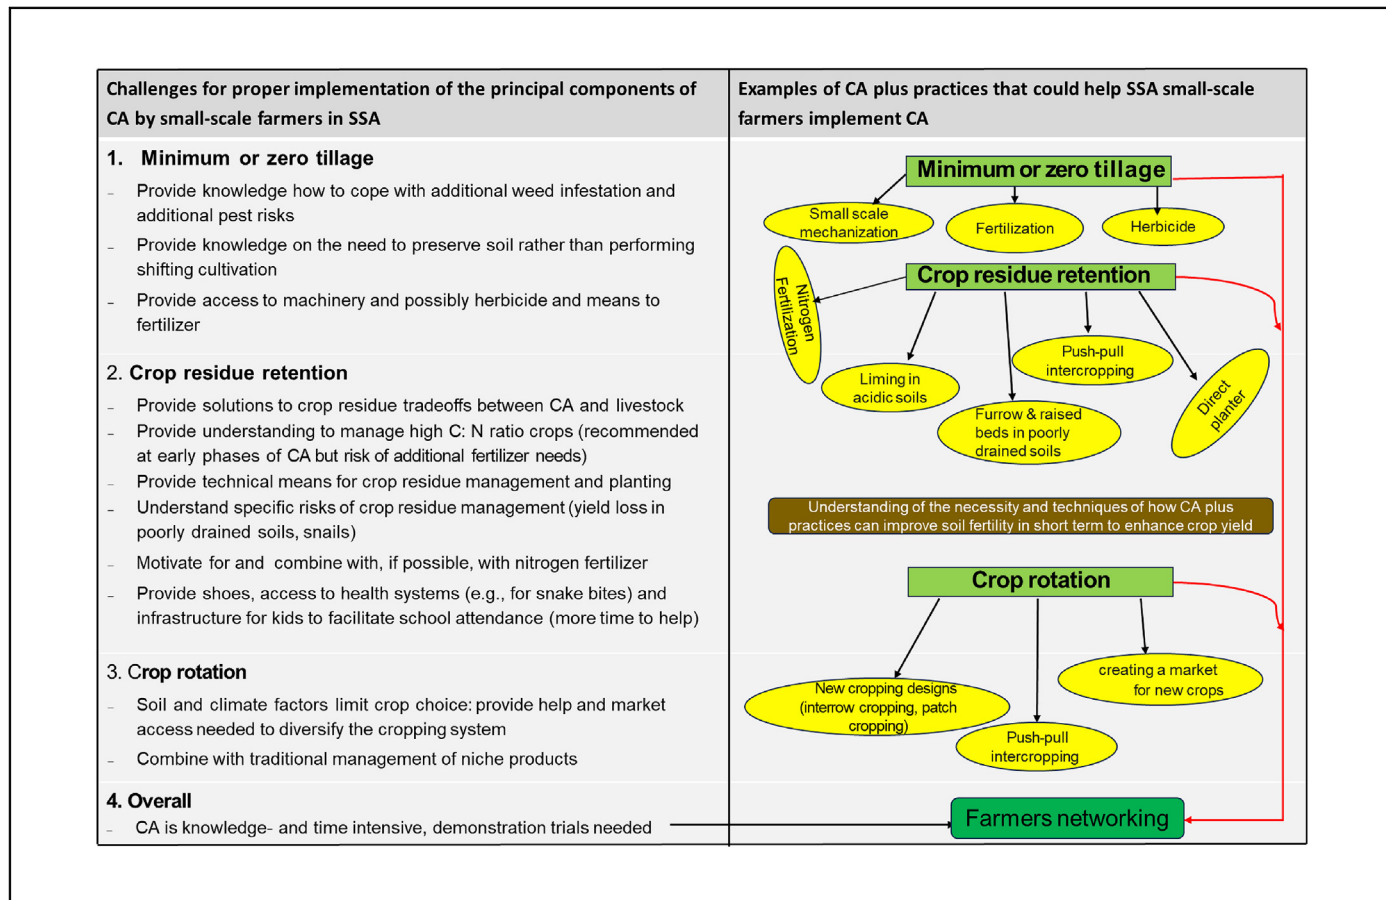 Challenges for proper implementation of the principal components of
CA by small-scale farmers in SSA
Examples of CA plus practices that could help SSA small-scale
farmers implement CA
1. Minimum or zero tillage
– Provide knowledge how to cope with additional weed infestation and
additional pest risks
– Provide knowledge on the need to preserve soil rather than performing
shifting cultivation
– Provide access to machinery and possibly herbicide and means to
fertilizer
2. Crop residue retention
– Provide solutions to crop residue tradeoffs between CA and livestock
– Provide understanding to manage high C: N ratio crops (recommended
at early phases of CA but risk of additional fertilizer needs)
– Provide technical means for crop residue management and planting
– Understand specific risks of crop residue management (yield loss in
poorly drained soils, snails)
– Motivate for and combine with, if possible, with nitrogen fertilizer
– Provide shoes, access to health systems (e.g., for snake bites) and
infrastructure for kids to facilitate school attendance (more time to help)
3. Crop rotation
– Soil and climate factors limit crop choice: provide help and market
access needed to diversify the cropping system
– Combine with traditional management of niche products
4. Overall
– CA is knowledge- and time intensive, demonstration trials needed
Minimum or zero tillage
Small scale
mechanization
Fertilization
Herbicide
Crop residue retention
Nitrogen
Fertilization
Liming in
acidic soils
Furrow & raised
beds in poorly
drained soils
Push-pull
intercropping
Direct
planter
Understanding of the necessity and techniques of how CA plus
practices can improve soil fertility in short term to enhance crop yield
Crop rotation
New cropping designs
(interrow cropping, patch
cropping)
Push-pull
intercropping
creating a market
for new crops
Farmers networking